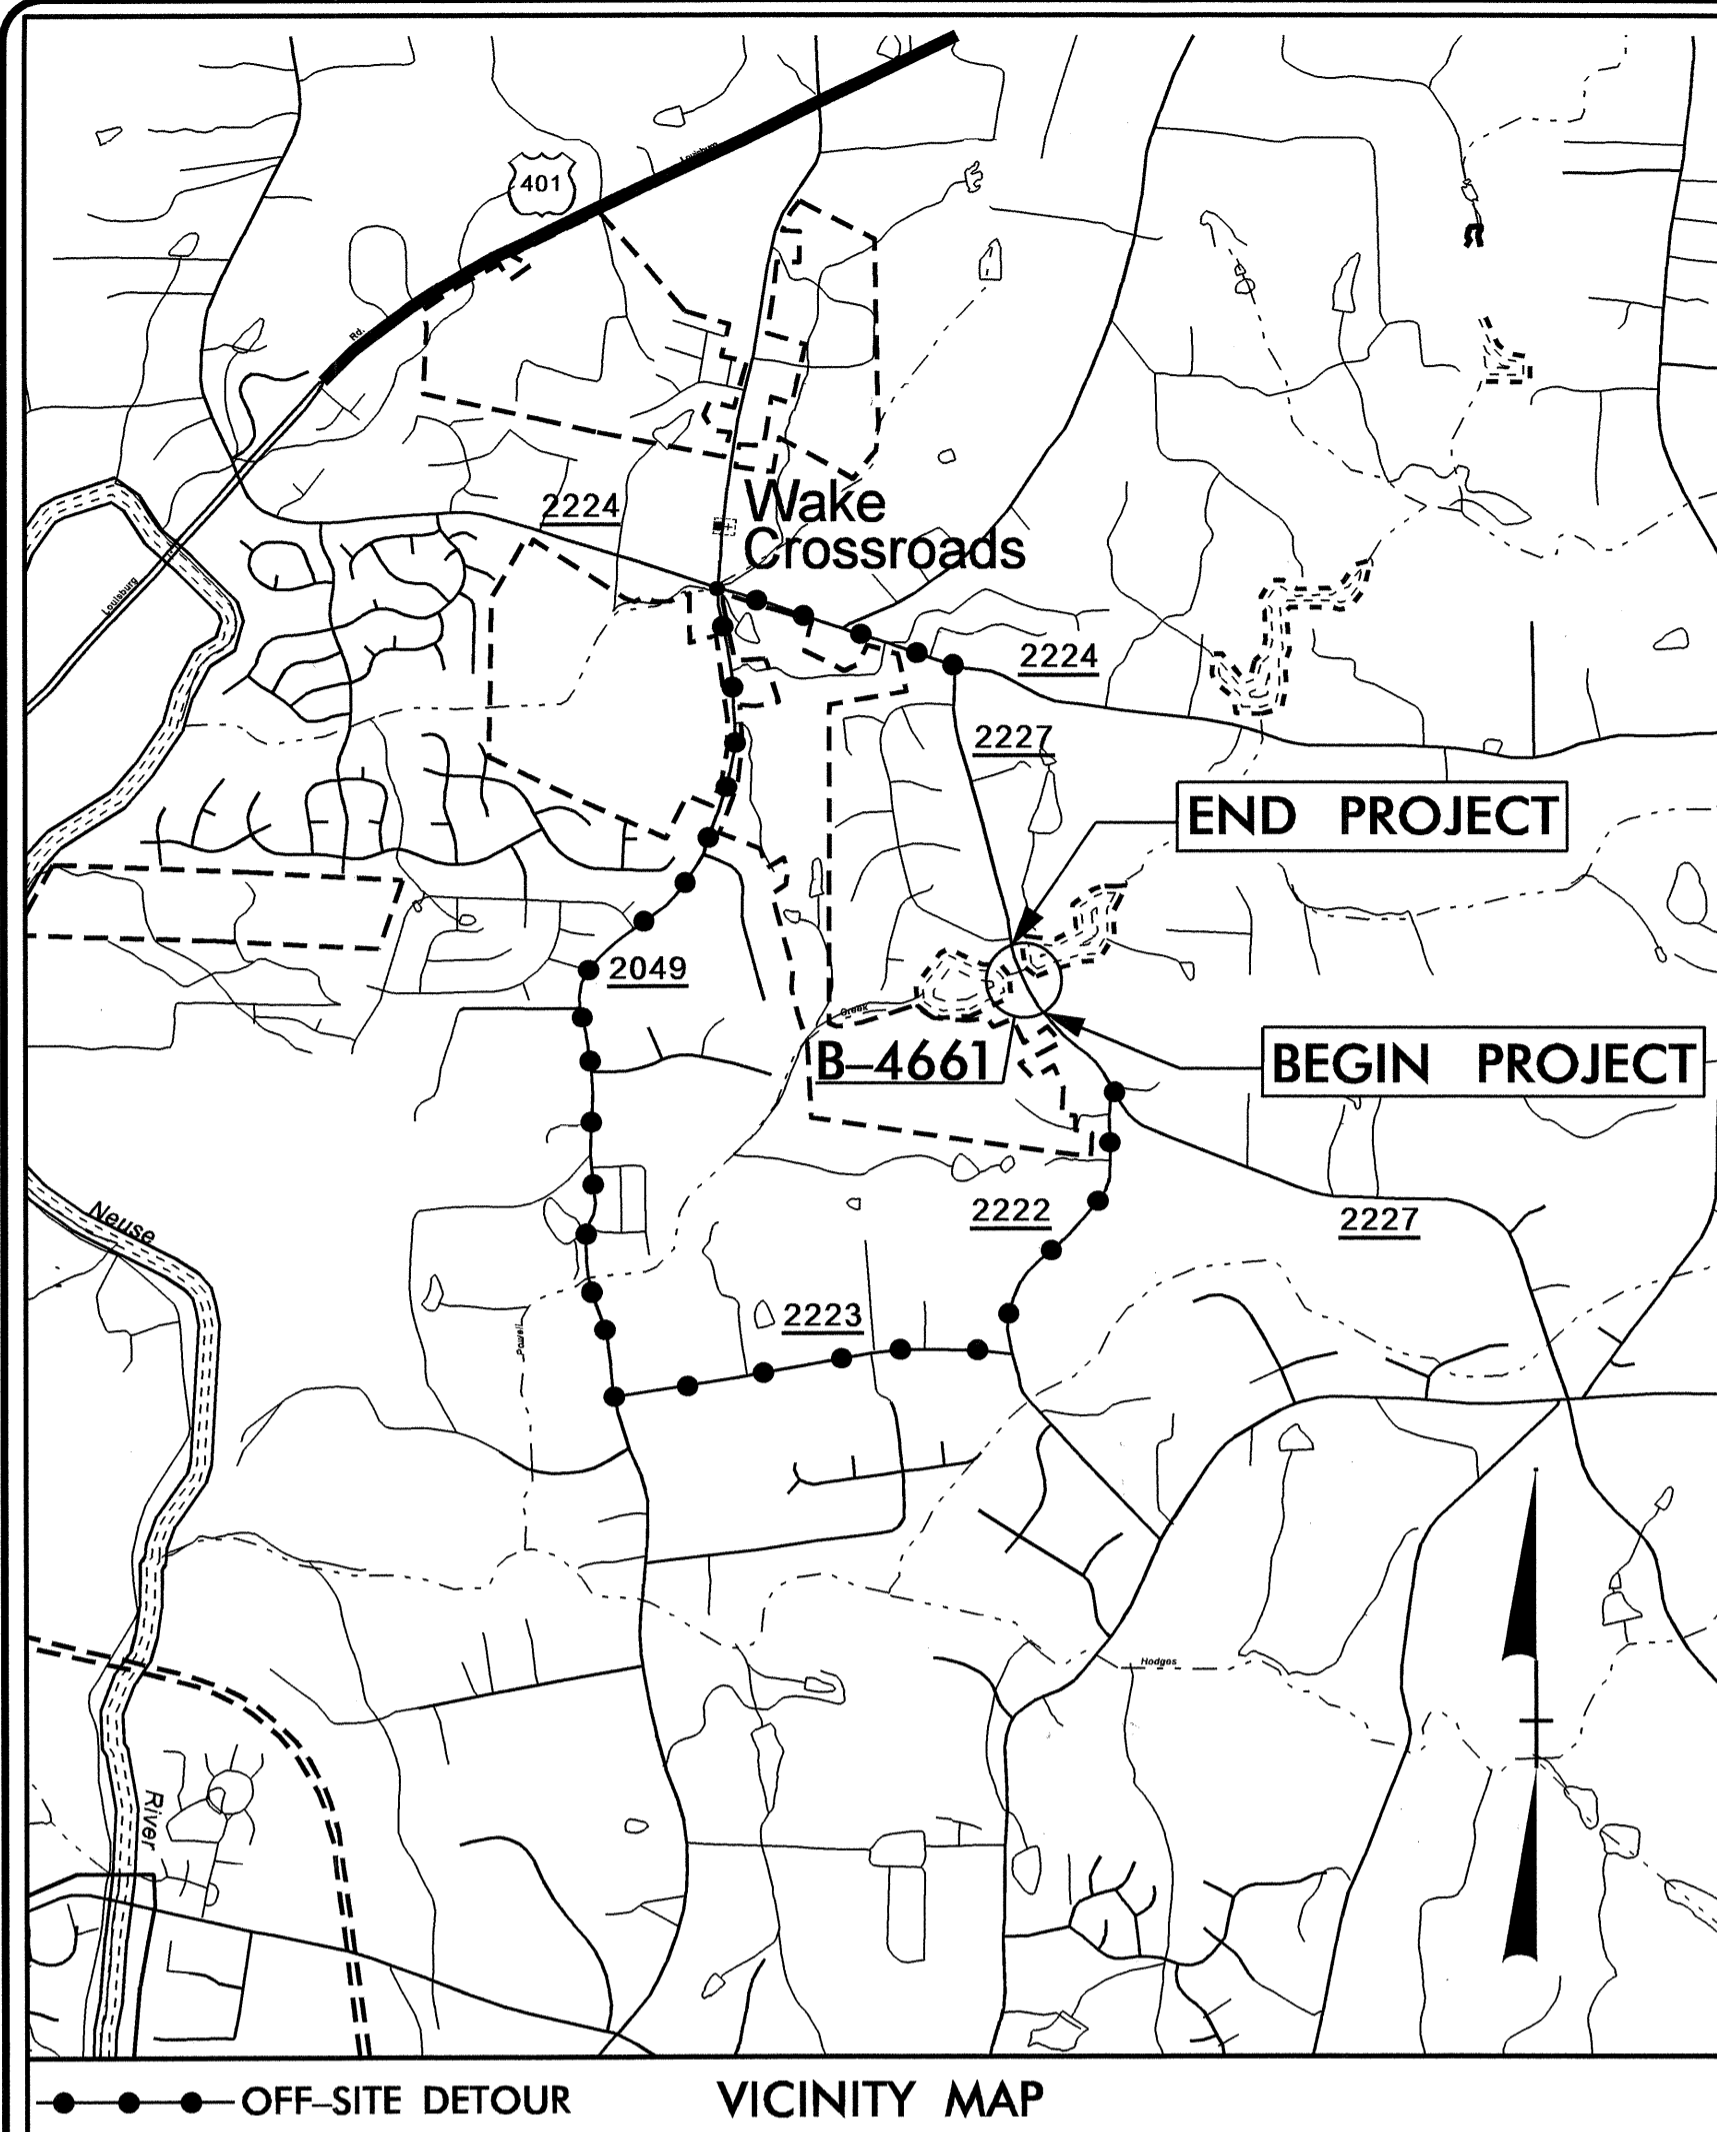 Louisburg
401
Rd.
2224
Wake
Crossroads
Louisburg
2224
2227
END PROJECT
2049
Creek
B–4661
BEGIN PROJECT
Neuse
2222
2227
2223
Powell
Hodges
River
OFF–SITE DETOUR
VICINITY MAP